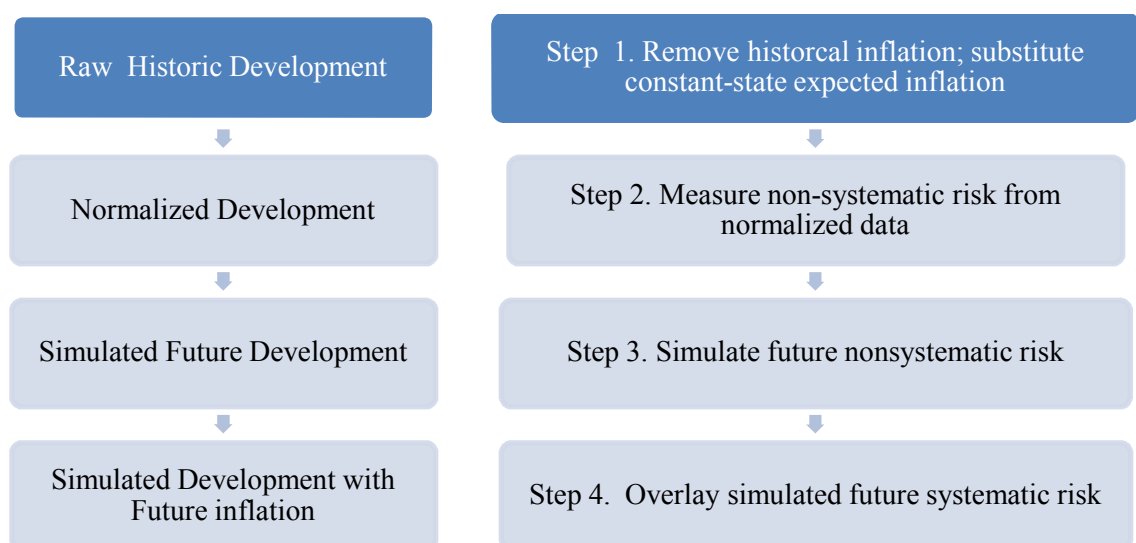 Raw Historic Development
Normalized Development
Simulated Future Development
Simulated Development with
Future inflation
Step 1. Remove historcal inflation; substitute
constant-state expected inflation
Step 2. Measure non-systematic risk from
normalized data
Step 3. Simulate future nonsystematic risk
Step 4. Overlay simulated future systematic risk